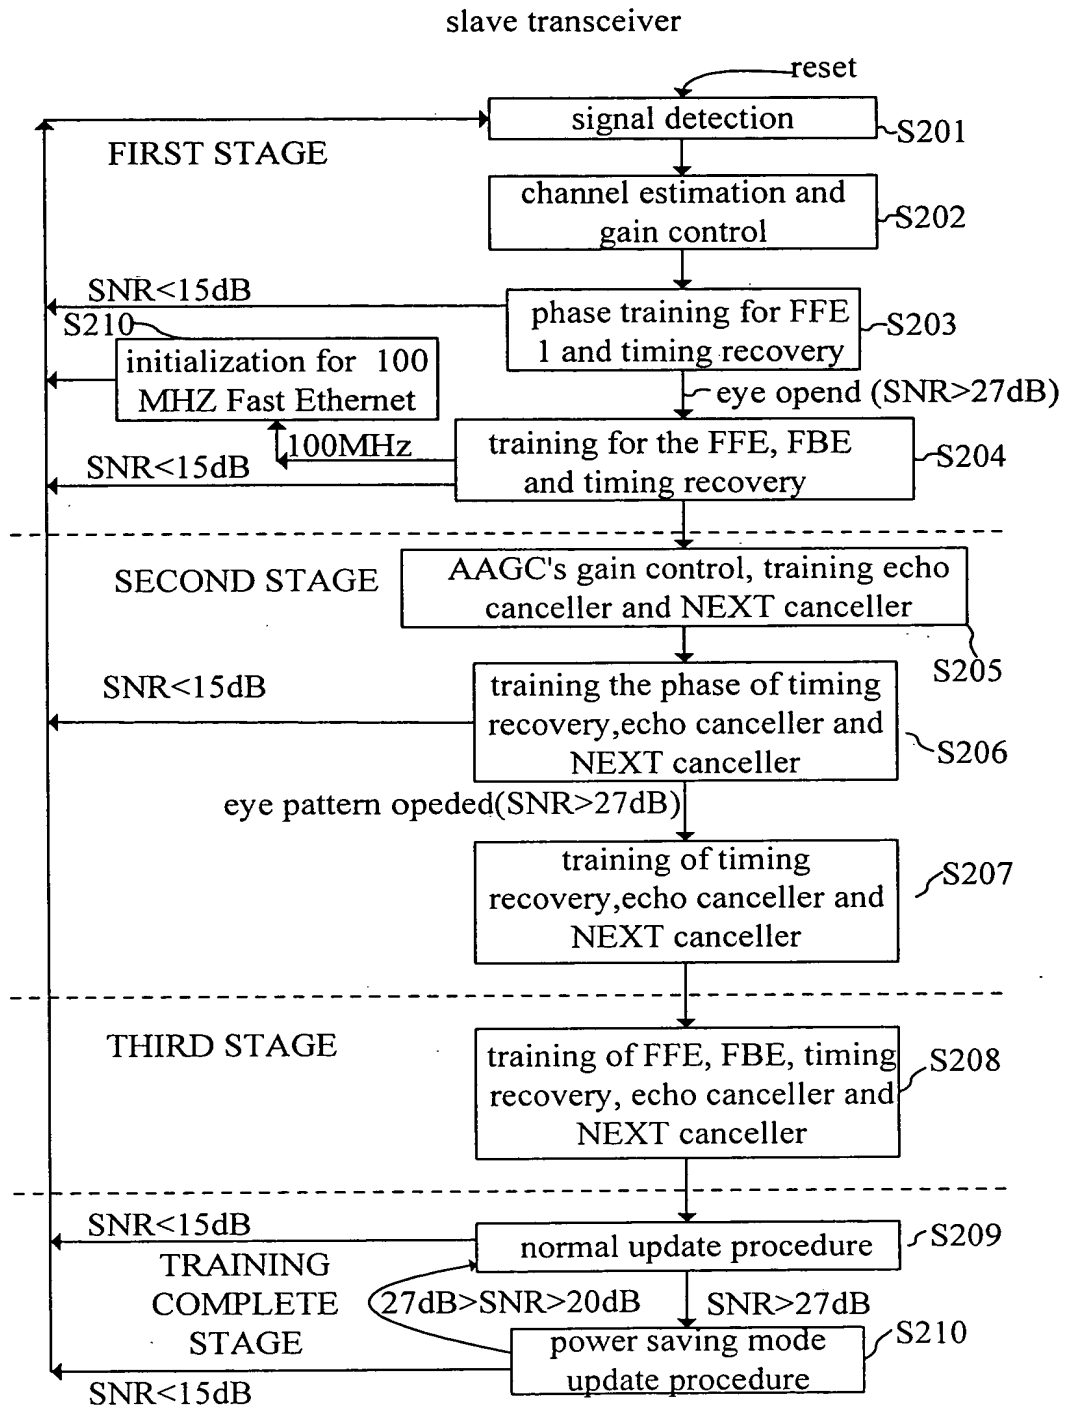 slave transceiver
reset
signal detection
S201
FIRST STAGE
channel estimation and
gain control
S202
SNR<15dB
phase training for FFE
1 and timing recovery
S203
S210
initialization for 100
MHZ Fast Ethernet
eye opend (SNR>27dB)
100MHz
training for the FFE, FBE
and timing recovery
S204
SNR<15dB
SECOND STAGE
AAGC's gain control, training echo
canceller and NEXT canceller
S205
SNR<15dB
training the phase of timing
recovery,echo canceller and
NEXT canceller
S206
eye pattern opeded(SNR>27dB)
training of timing
recovery,echo canceller and
NEXT canceller
S207
THIRD STAGE
training of FFE, FBE, timing
recovery, echo canceller and
NEXT canceller
S208
SNR<15dB
normal update procedure
S209
TRAINING
COMPLETE
STAGE
27dB>SNR>20dB
SNR>27dB
power saving mode
update procedure
S210
SNR<15dB